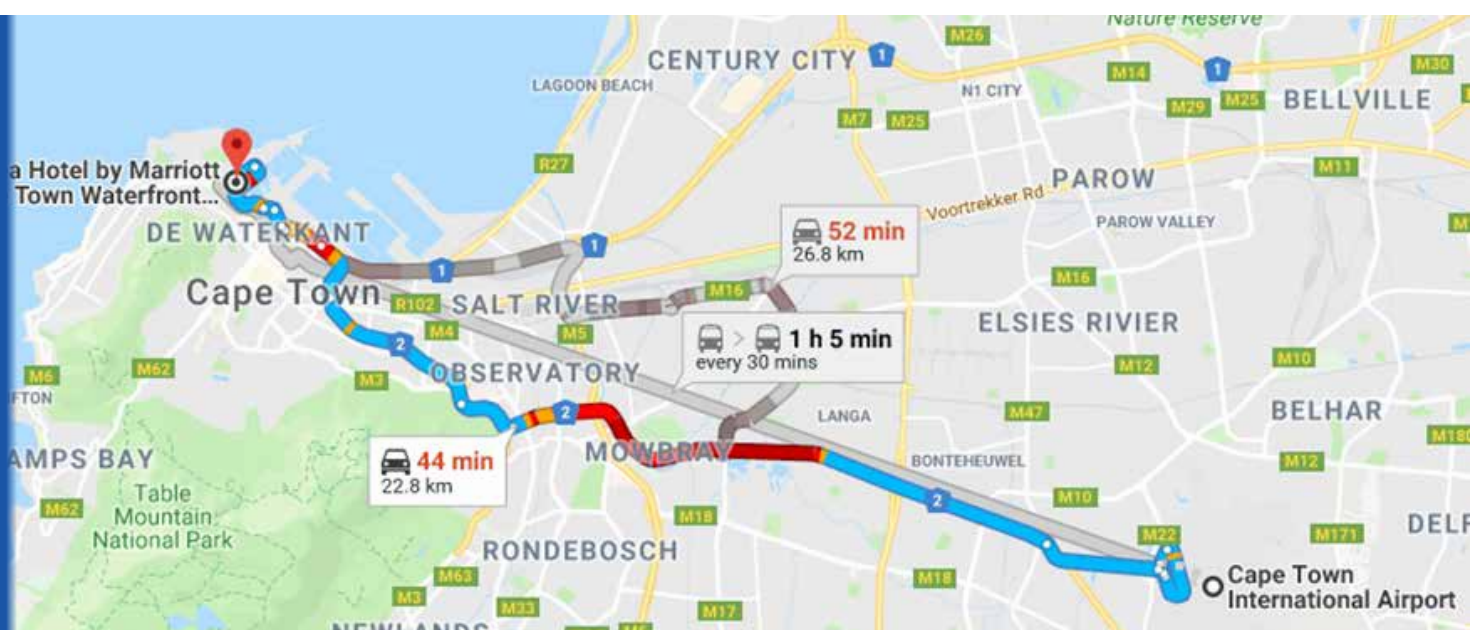 Nature Reserve
M26
CENTURY CITY
1
1
M30
M14
LAGOON BEACH
N1 CITY
M29
M25
BELLVILLE
M7
M25
R27
M11
a Hotel by Marriott
Town Waterfront...
PAROW
Voortrekker Rd
PAROW VALLEY
DE WATERKANT
52 min
26.8 km
1
1
M16
Cape Town
R102
SALT RIVER
M16
M4
M5
ELSIES RIVIER
1 h 5 min
every 30 mins
2
M10
M12
M6
M62
M3
OBSERVATORY
FTON
2
LANGA
M47
BELHAR
M180
MOWBRAY
AMPS BAY
44 min
22.8 km
BONTEHEUWEL
M12
Table
Mountain
National Park
M62
2
M10
M18
M22
M171
DELF
RONDEBOSCH
M63
M18
Cape Town
International Airport
M3
M33
M17
NEWLANDS